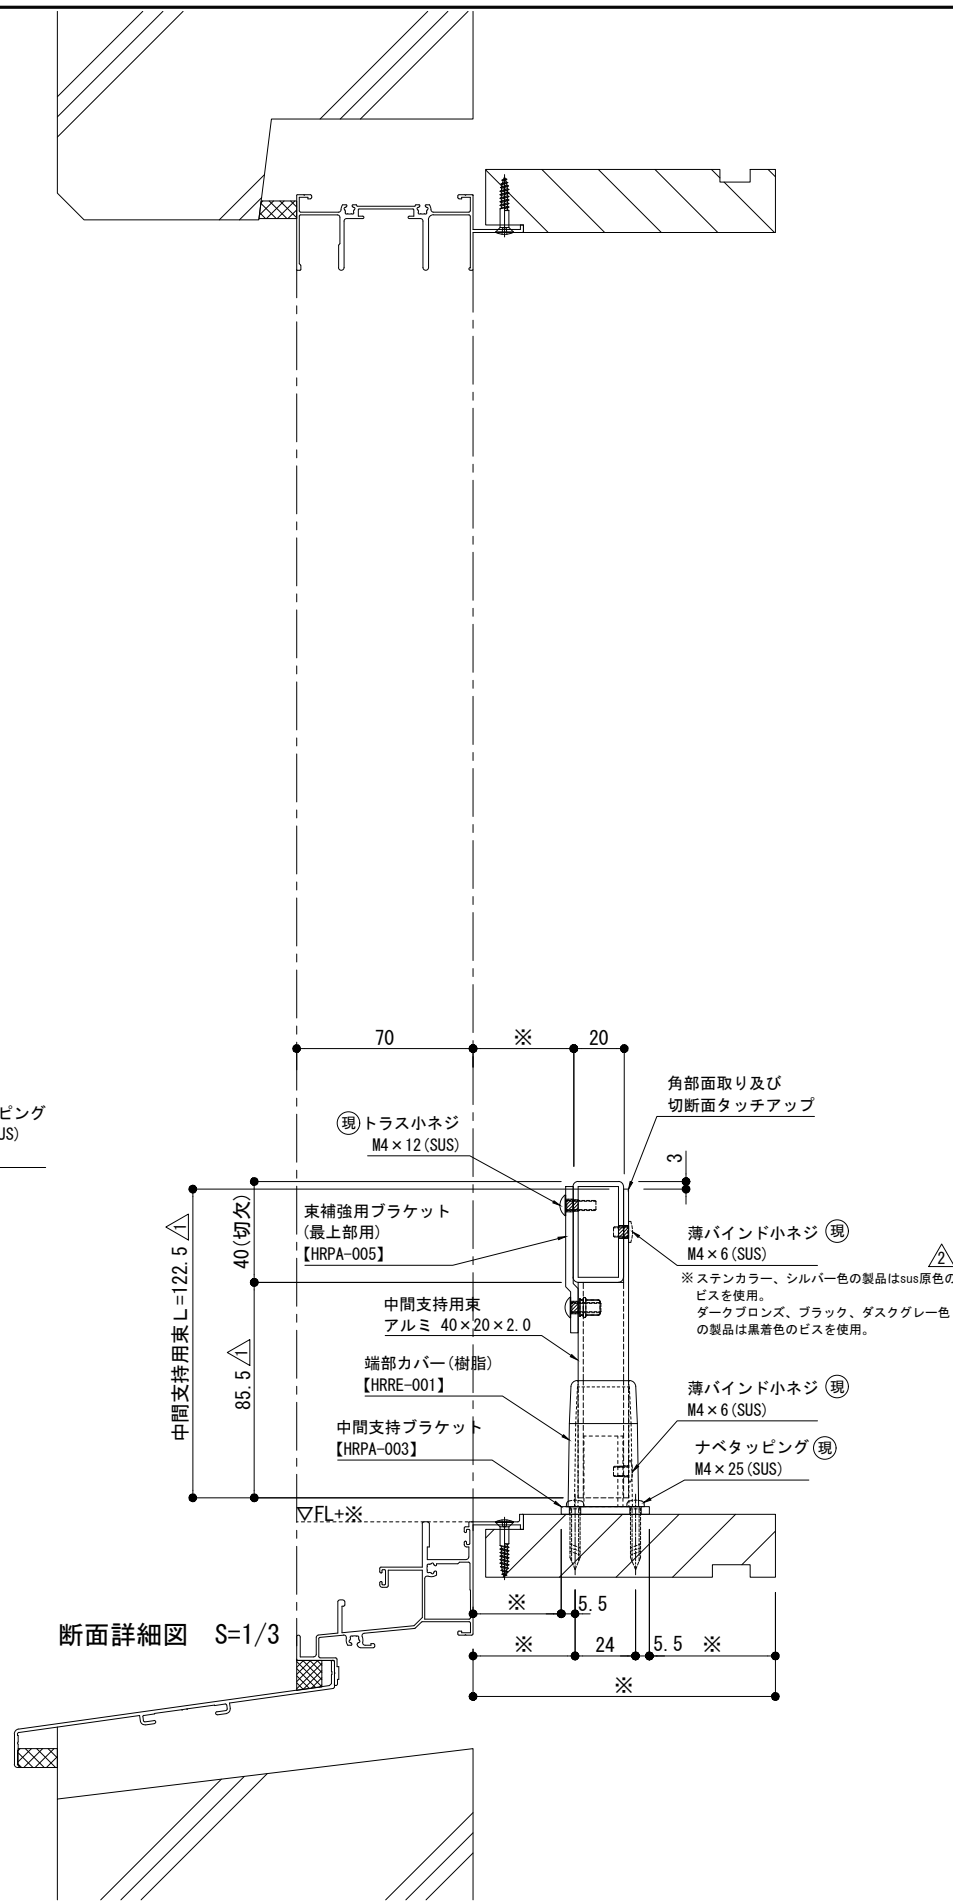 70
※
20
角部面取り及び
切断面タッチアップ
ピング
現 トラス小ネジ
M4×12(SUS)
3
中間支持用束L=122.5 1
40(切欠)
85.5 1
束補強用ブラケット
(最上部用)
【HRPA-005】
薄バインド小ネジ 現
M4×6(SUS)
2
※ステンカラー、シルバー色の製品はsus原色の
ビスを使用。
ダークブロンズ、ブラック、ダスクグレー色
の製品は黒着色のビスを使用。
中間支持用束
アルミ 40×20×2.0
端部カバー(樹脂)
【HRRE-001】
薄バインド小ネジ 現
M4×6(SUS)
中間支持ブラケット
【HRPA-003】
ナベタッピング 現
M4×25(SUS)
▽FL+※
※ 5.5
※ 24 5.5 ※
※
断面詳細図 S=1/3